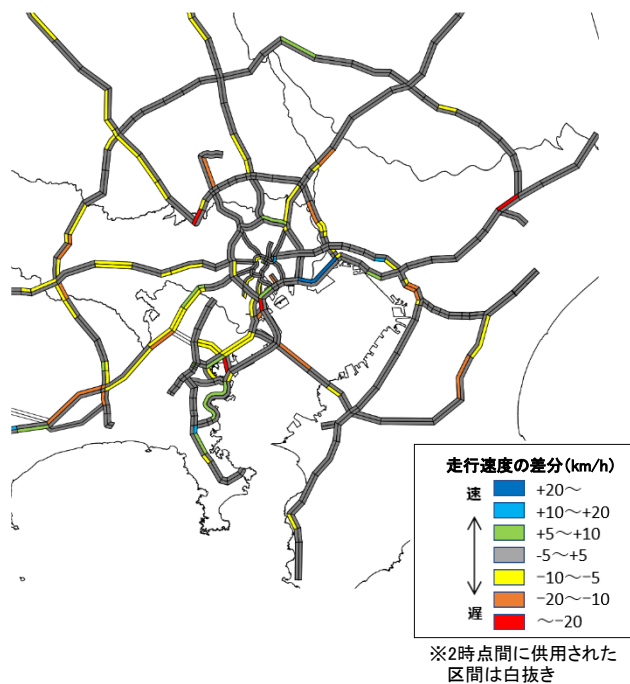 走行速度の差分(km/h)
速
+20～
+10～+20
+5～+10
-5～+5
-10～-5
-20～-10
遅
～-20
※2時点間に供用された
区間は白抜き